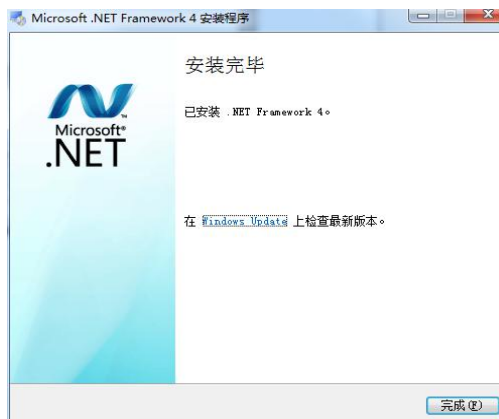 Microsoft .NET Framework 4 安装程序
安装完毕
Microsoft®
.NET
已安装 .NET Framework 4。
在 Windows Update 上检查最新版本。
完成(F)